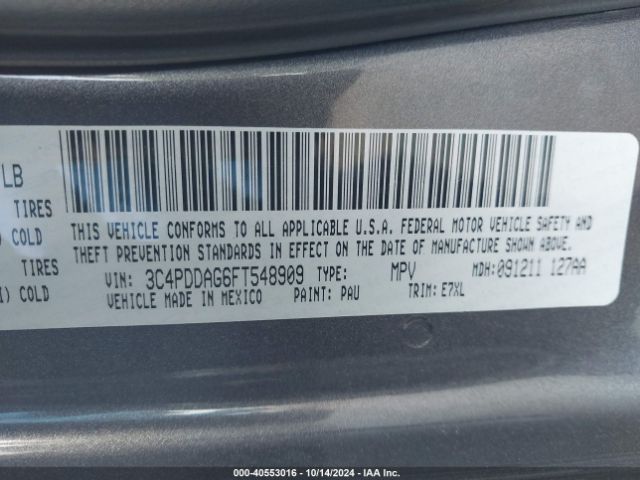 LB
TIRES
) COLD
TIRES
I) COLD
THIS VEHICLE CONFORMS TO ALL APPLICABLE U.S.A. FEDERAL MOTOR VEHICLE SAFETY AND
THEFT PREVENTION STANDARDS IN EFFECT ON THE DATE OF MANUFACTURE SHOWN ABOVE.
VIN: 3C4PDDAG6FT548909 TYPE: MPV MDH:091211 127AA
VEHICLE MADE IN MEXICO PAINT: PAU TRIM: E7XL
000-40553016 - 10/14/2024 - IAA Inc.